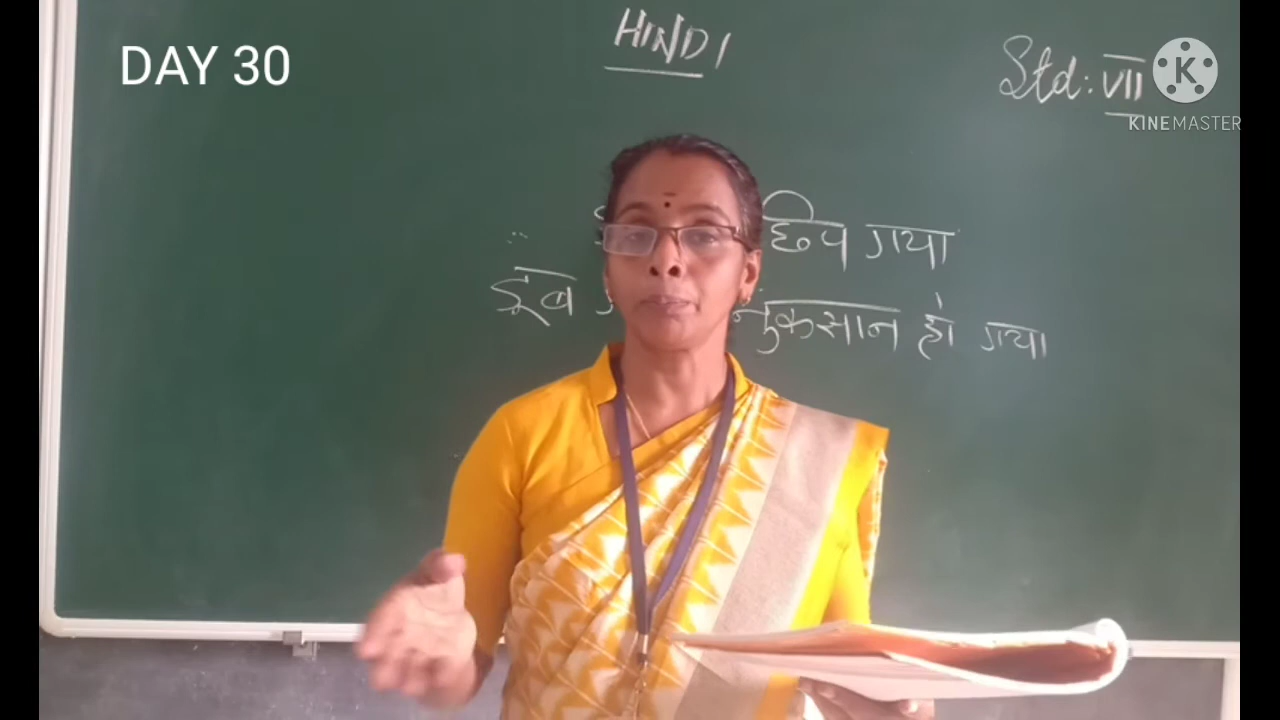 DAY 30
HINDI
Std: VII
KINEMASTER
छिप गया
डूब
नुकसान हो गया